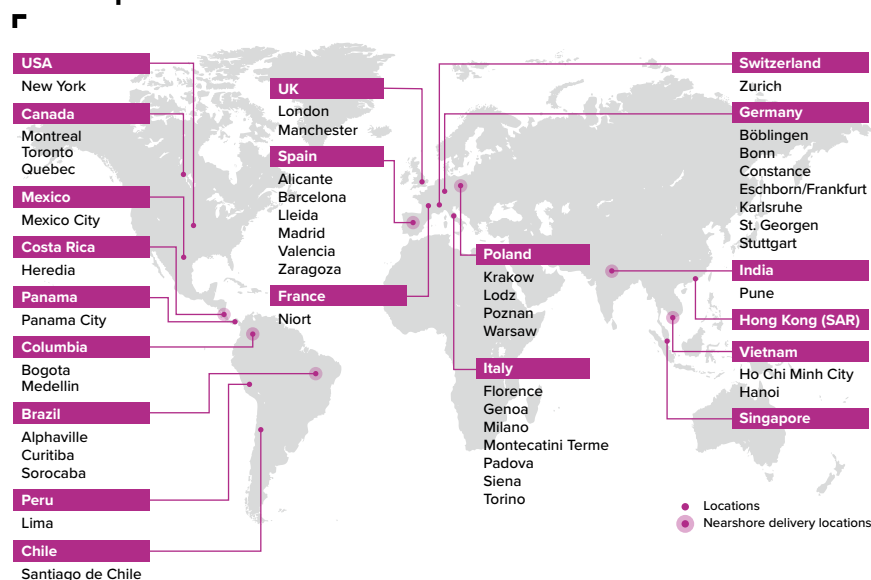 USA
New York
Canada
Montreal
Toronto
Quebec
Mexico
Mexico City
Costa Rica
Heredia
Panama
Panama City
Columbia
Bogota
Medellin
Brazil
Alphaville
Curitiba
Sorocaba
Peru
Lima
Chile
Santiago de Chile
UK
London
Manchester
Spain
Alicante
Barcelona
Lleida
Madrid
Valencia
Zaragoza
France
Niort
Poland
Krakow
Lodz
Poznan
Warsaw
Italy
Florence
Genoa
Milano
Montecatini Terme
Padova
Siena
Torino
Switzerland
Zurich
Germany
Böblingen
Bonn
Constance
Eschborn/Frankfurt
Karlsruhe
St. Georgen
Stuttgart
India
Pune
Hong Kong (SAR)
Vietnam
Ho Chi Minh City
Hanoi
Singapore
Locations
Nearshore delivery locations